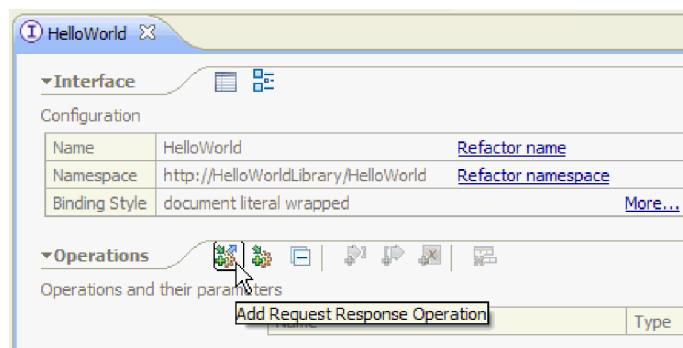 HelloWorld
Interface
Configuration
Name HelloWorld Refactor name
Namespace http://HelloWorldLibrary/HelloWorld Refactor namespace
Binding Style document literal wrapped More...
Operations
Operations and their parameters
Add Request Response Operation
Name Type